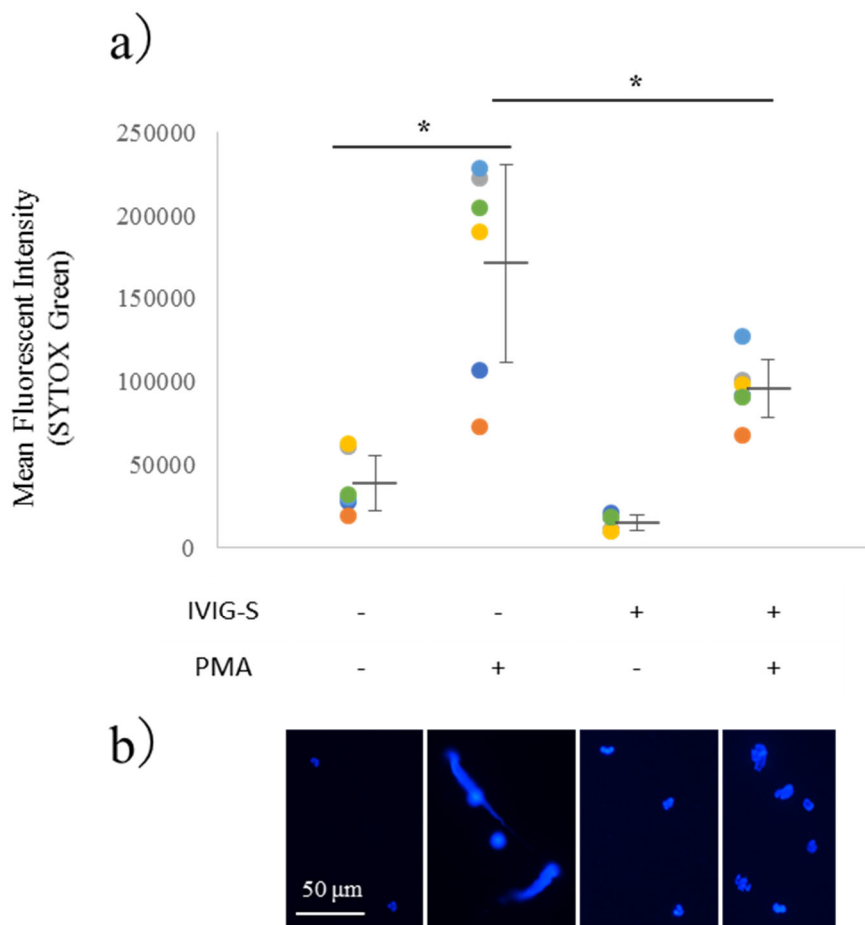 a)
*
*
Mean Fluorescent Intensity
(SYTOX Green)
250000
200000
150000
100000
50000
0
IVIG-S - - + +
PMA - + - +
b)
50 μm